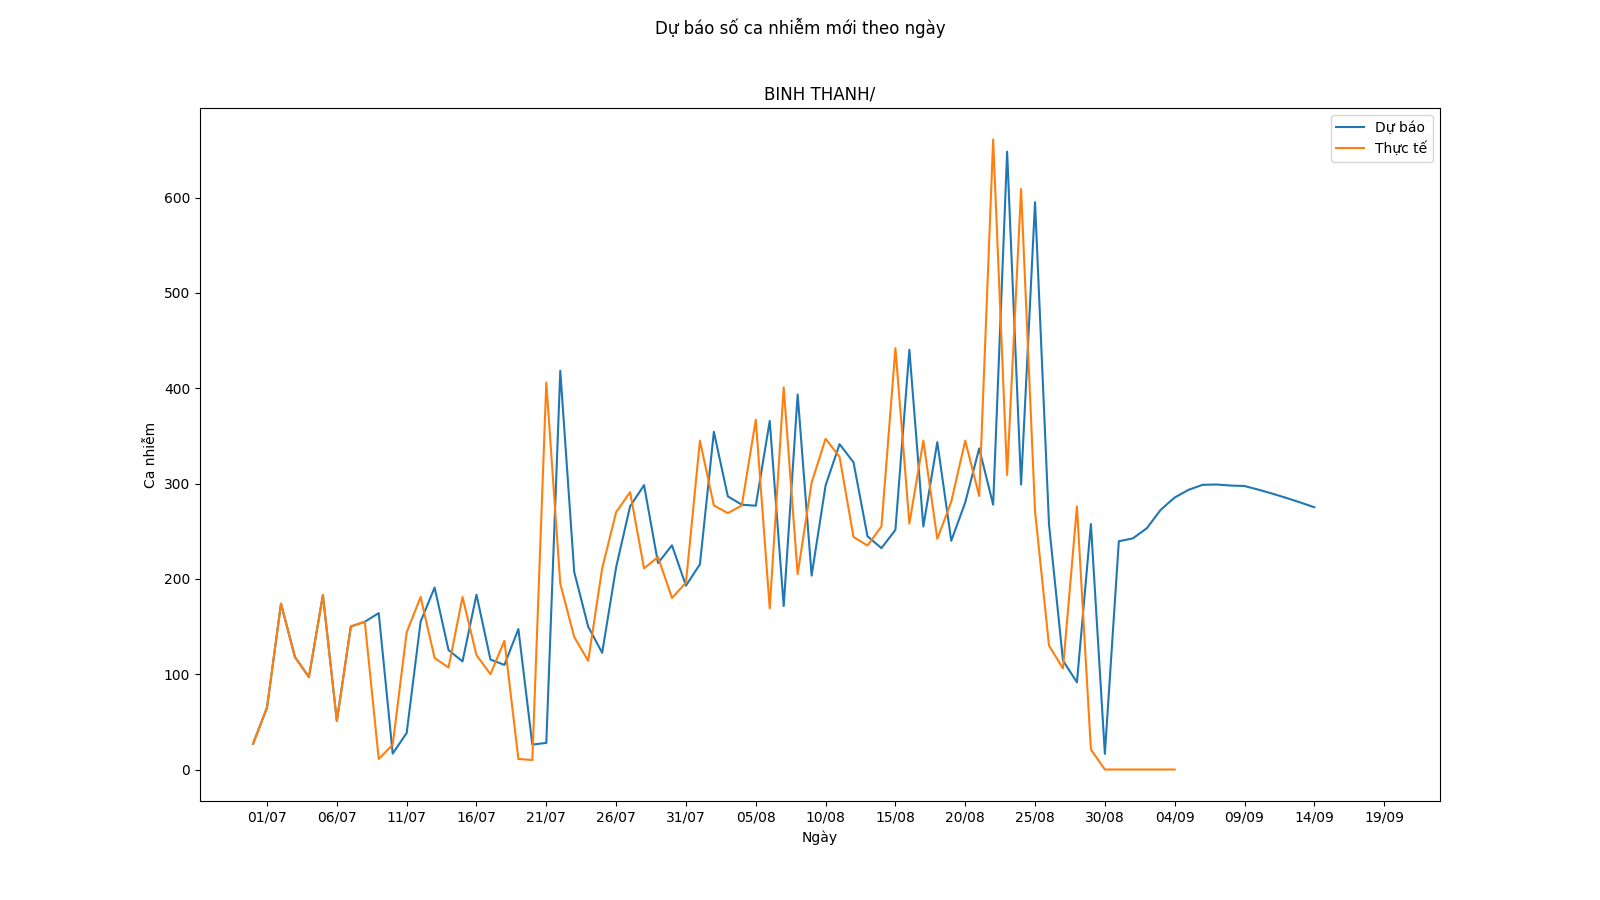 Dự báo số ca nhiễm mới theo ngày
BINH THANH/
Dự báo
Thực tế
600
500
400
300
200
100
0
Ca nhiễm
01/07 06/07 11/07 16/07 21/07 26/07 31/07 05/08 10/08 15/08 20/08 25/08 30/08 04/09 09/09 14/09 19/09
Ngày